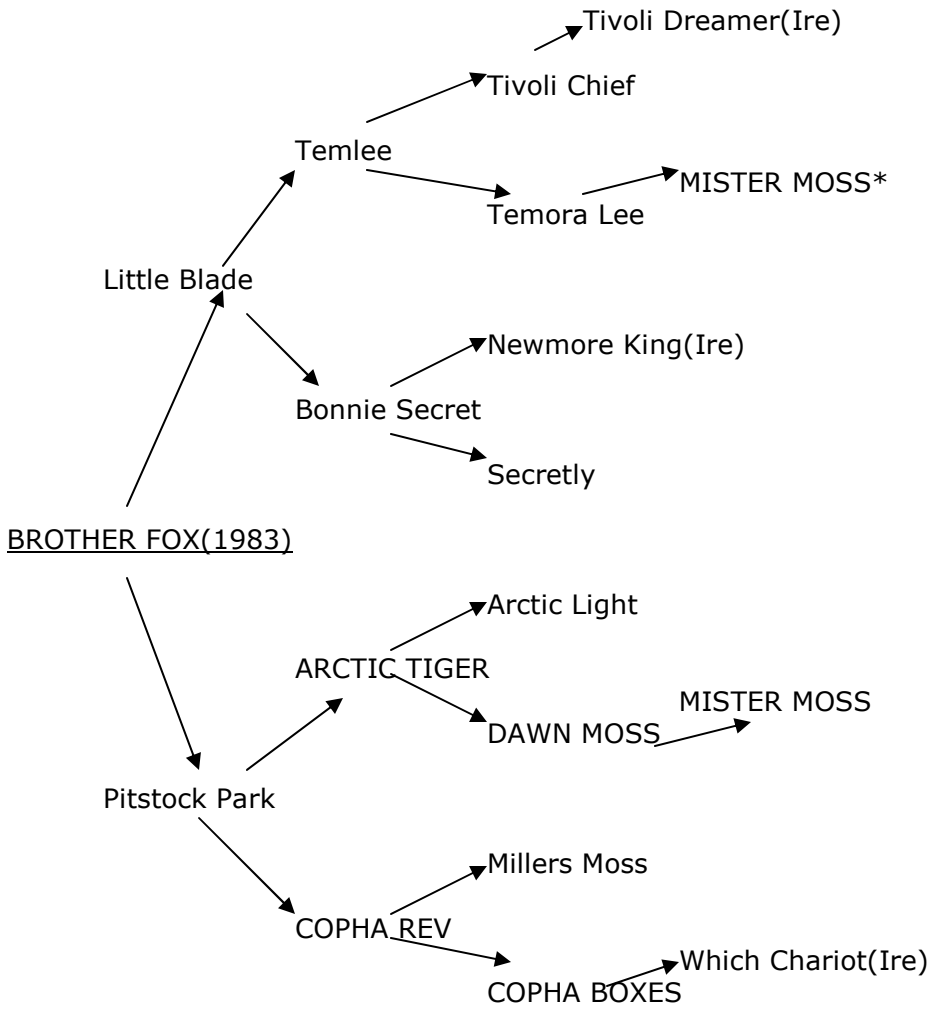 Tivoli Dreamer(Ire)
Tivoli Chief
Temlee
MISTER MOSS*
Temora Lee
Little Blade
Newmore King(Ire)
Bonnie Secret
Secretly
BROTHER FOX(1983)
Arctic Light
ARCTIC TIGER
MISTER MOSS
DAWN MOSS
Pitstock Park
Millers Moss
COPHA REV
Which Chariot(Ire)
COPHA BOXES